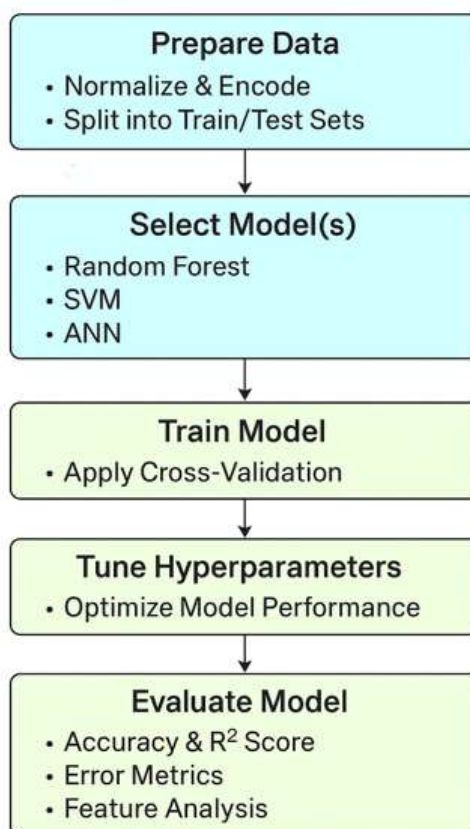 Prepare Data
• Normalize & Encode
• Split into Train/Test Sets
Select Model(s)
• Random Forest
• SVM
• ANN
Train Model
• Apply Cross-Validation
Tune Hyperparameters
• Optimize Model Performance
Evaluate Model
• Accuracy & R² Score
• Error Metrics
• Feature Analysis